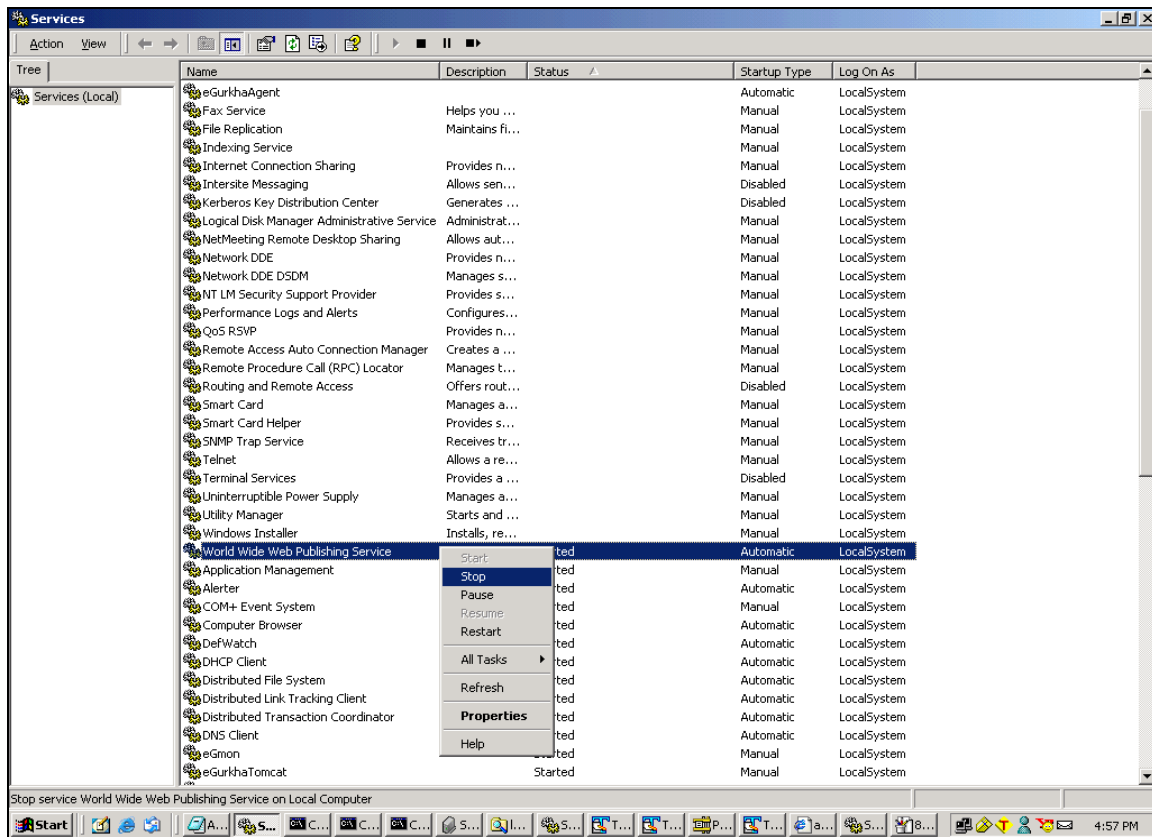 Services
Action View
Tree
Services (Local)
Name Description Status Startup Type Log On As
eGurkhaAgent Automatic LocalSystem
Fax Service Helps you ... Manual LocalSystem
File Replication Maintains fi... Manual LocalSystem
Indexing Service Manual LocalSystem
Internet Connection Sharing Provides n... Manual LocalSystem
Intersite Messaging Allows sen... Disabled LocalSystem
Kerberos Key Distribution Center Generates ... Disabled LocalSystem
Logical Disk Manager Administrative Service Administrat... Manual LocalSystem
NetMeeting Remote Desktop Sharing Allows aut... Manual LocalSystem
Network DDE Provides n... Manual LocalSystem
Network DDE DSDM Manages s... Manual LocalSystem
NT LM Security Support Provider Provides s... Manual LocalSystem
Performance Logs and Alerts Configures... Manual LocalSystem
QoS RSVP Provides n... Manual LocalSystem
Remote Access Auto Connection Manager Creates a ... Manual LocalSystem
Remote Procedure Call (RPC) Locator Manages t... Manual LocalSystem
Routing and Remote Access Offers rout... Disabled LocalSystem
Smart Card Manages a... Manual LocalSystem
Smart Card Helper Provides s... Manual LocalSystem
SNMP Trap Service Receives tr... Manual LocalSystem
Telnet Allows a re... Manual LocalSystem
Terminal Services Provides a ... Disabled LocalSystem
Uninterruptible Power Supply Manages a... Manual LocalSystem
Utility Manager Starts and ... Manual LocalSystem
Windows Installer Installs, re... Manual LocalSystem
World Wide Web Publishing Service ted Automatic LocalSystem
Application Management ted Manual LocalSystem
Alerter ted Automatic LocalSystem
COM+ Event System ted Manual LocalSystem
Computer Browser ted Automatic LocalSystem
DefWatch ted Automatic LocalSystem
DHCP Client ted Automatic LocalSystem
Distributed File System ted Automatic LocalSystem
Distributed Link Tracking Client ted Automatic LocalSystem
Distributed Transaction Coordinator ted Automatic LocalSystem
DNS Client ted Automatic LocalSystem
eGmon ted Manual LocalSystem
eGurkhaTomcat Started Manual LocalSystem
Start
Stop
Pause
Resume
Restart
All Tasks
Refresh
Properties
Help
Stop service World Wide Web Publishing Service on Local Computer
Start A... S... C... C... C... S... I... S... T... T... P... T... a... S... 8... 4:57 PM